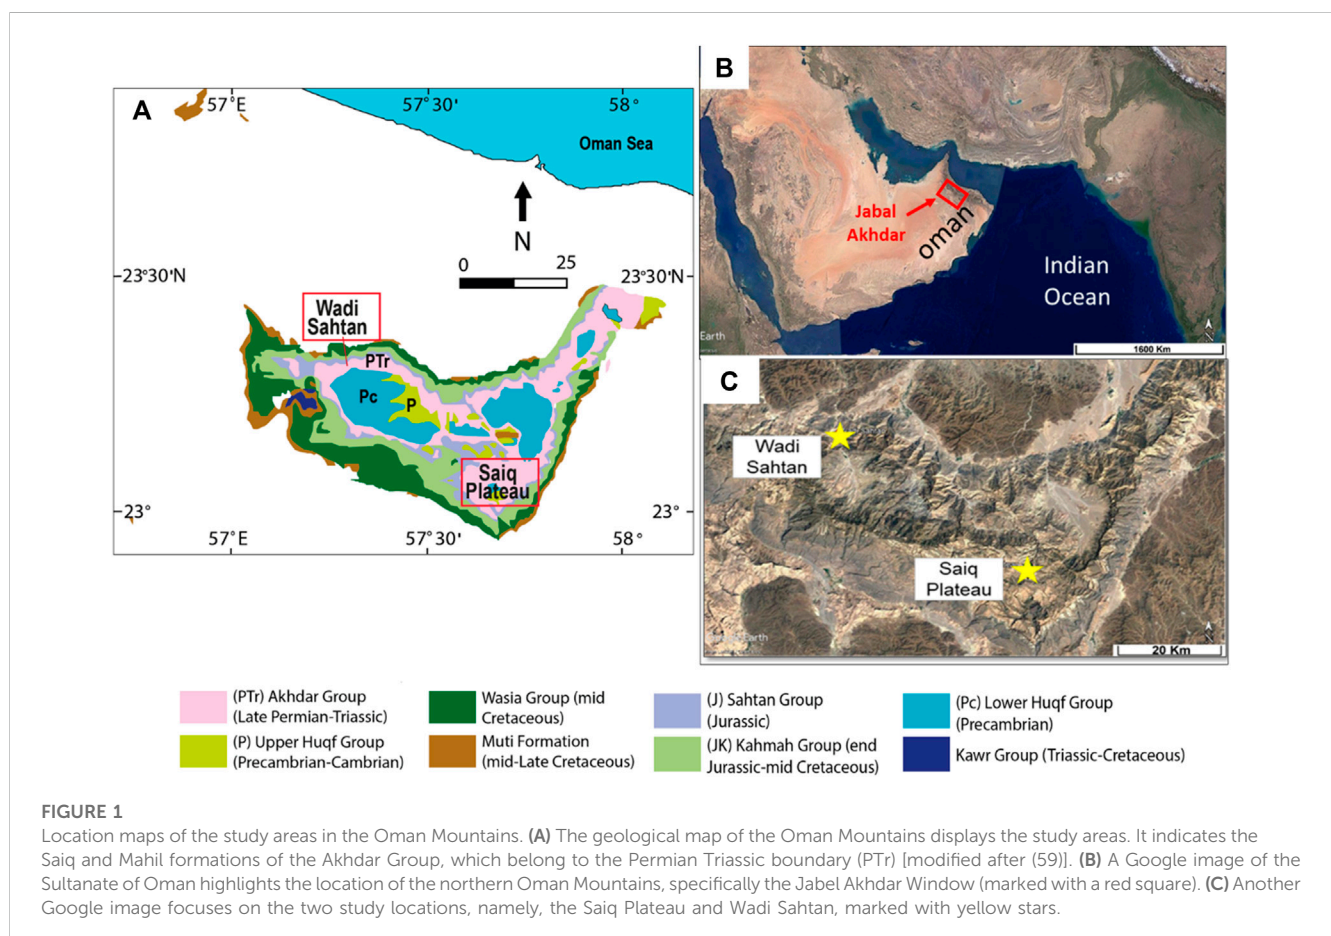 A
57°E
57°30'
58°
Oman Sea
N
0
25
23°30'N
23°30'N
Wadi
Sahtan
PTr
Pc
P
Saiq
Plateau
23°
23°
57°E
57°30'
58°
B
Jabal
Akhdar
oman
Indian
Ocean
Earth
1600 Km
C
Wadi
Sahtan
Saiq
Plateau
Earth
20 Km
(PTr) Akhdar Group
(Late Permian-Triassic)
(P) Upper Huqf Group
(Precambrian-Cambrian)
Wasia Group (mid
Cretaceous)
Muti Formation
(mid-Late Cretaceous)
(J) Sahtan Group
(Jurassic)
(JK) Kahmah Group (end
Jurassic-mid Cretaceous)
(Pc) Lower Huqf Group
(Precambrian)
Kawr Group (Triassic-Cretaceous)
FIGURE 1
Location maps of the study areas in the Oman Mountains. (A) The geological map of the Oman Mountains displays the study areas. It indicates the
Saiq and Mahil formations of the Akhdar Group, which belong to the Permian Triassic boundary (PTr) [modified after (59)]. (B) A Google image of the
Sultanate of Oman highlights the location of the northern Oman Mountains, specifically the Jabel Akhdar Window (marked with a red square). (C) Another
Google image focuses on the two study locations, namely, the Saiq Plateau and Wadi Sahtan, marked with yellow stars.